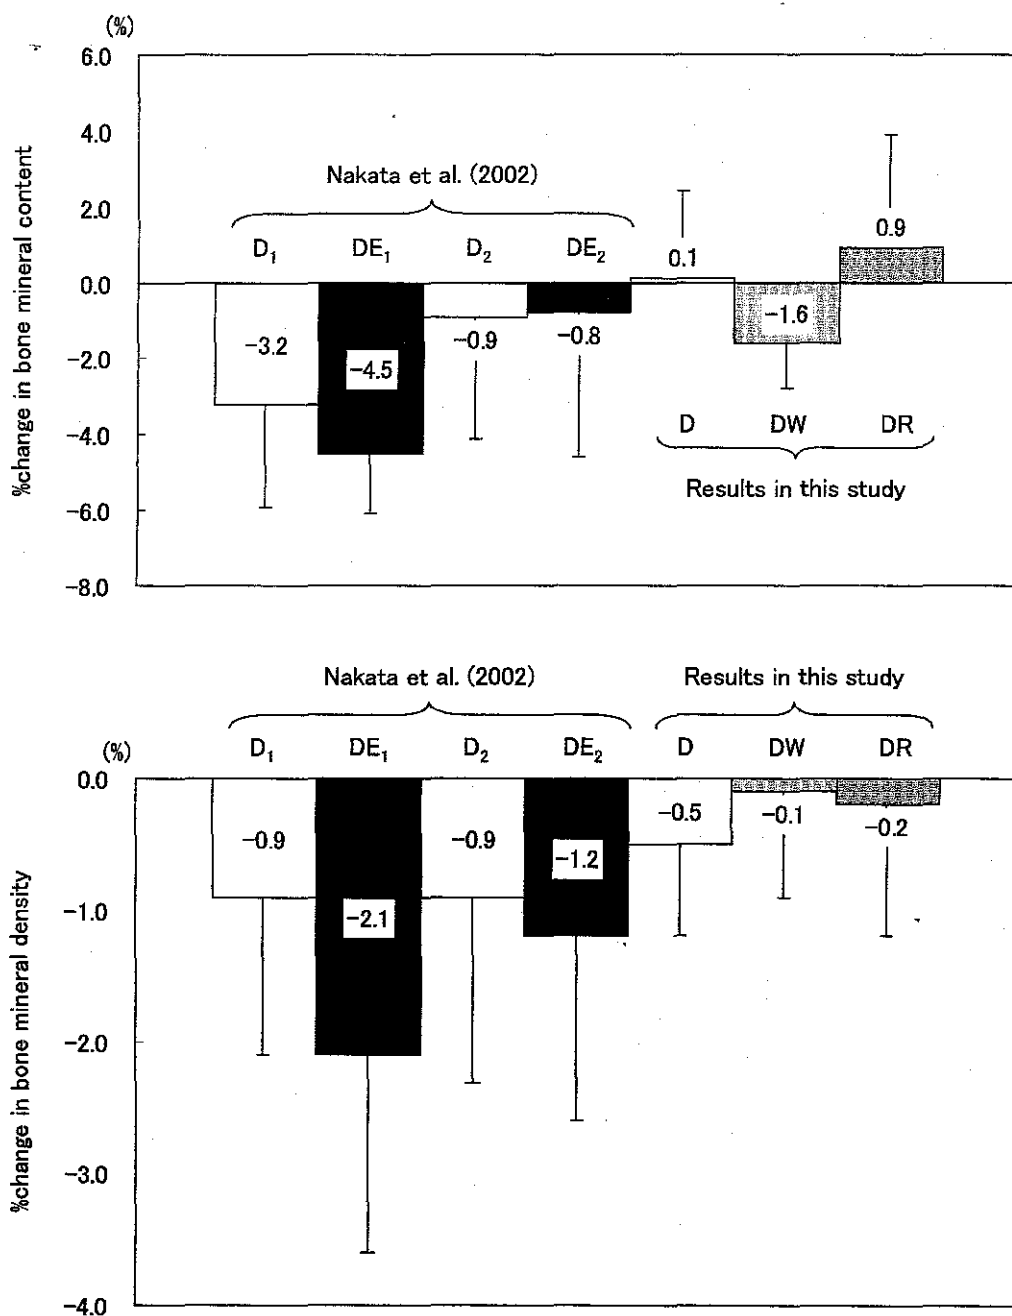 (%)
6.0
4.0
2.0
0.0
−2.0
−4.0
−6.0
−8.0
%change in bone mineral content
Nakata et al. (2002)
D₁ DE₁ D₂ DE₂
0.1 0.9
−3.2 −4.5 −0.9 −0.8 −1.6
D DW DR
Results in this study
Nakata et al. (2002) Results in this study
(%) D₁ DE₁ D₂ DE₂ D DW DR
0.0
−1.0
−2.0
−3.0
−4.0
%change in bone mineral density
−0.9 −2.1 −0.9 −1.2 −0.5 −0.1 −0.2